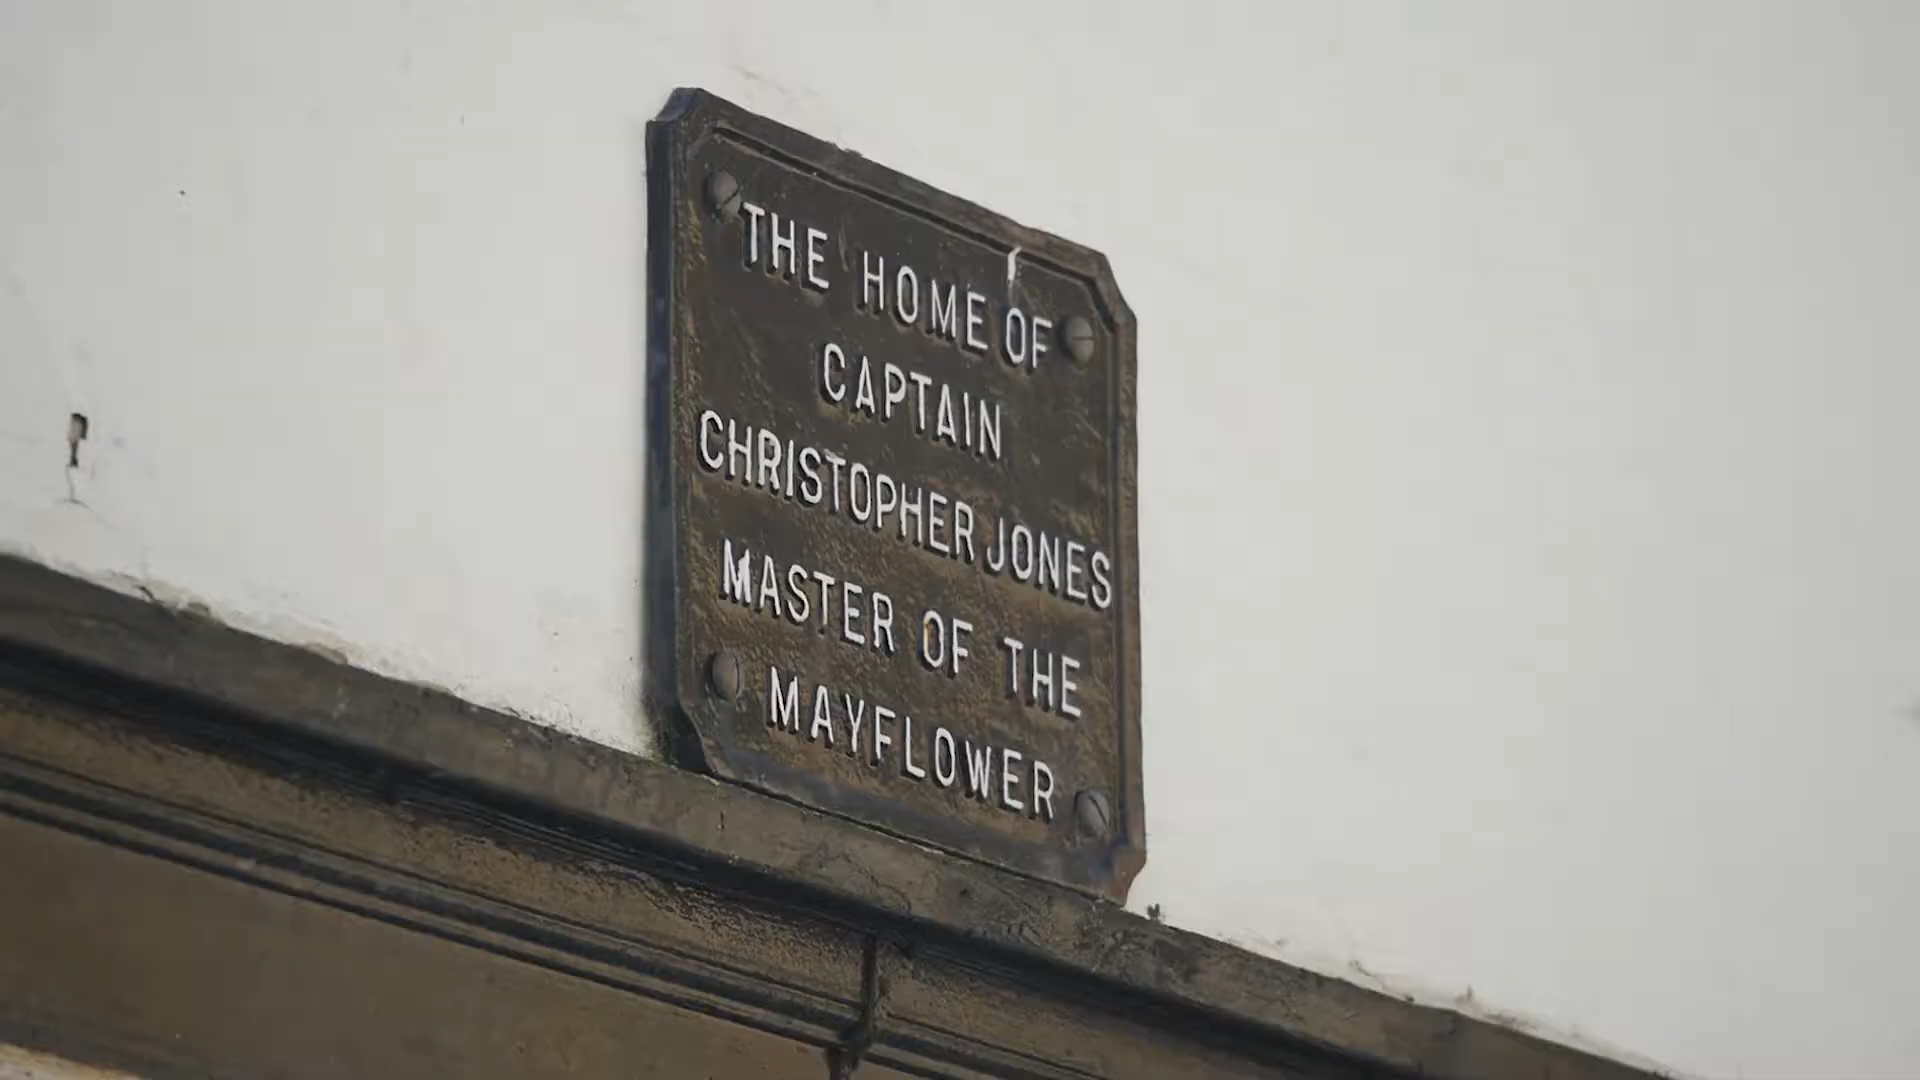 THE HOME OF
CAPTAIN
CHRISTOPHER JONES
MASTER OF THE
MAYFLOWER